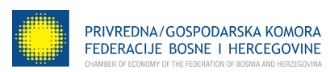 PRIVREDNA/GOSPODARSKA KOMORA
FEDERACIJE BOSNE I HERCEGOVINE
CHAMBER OF ECONOMY OF THE FEDERATION OF BOSNIA AND HERZEGOVINA